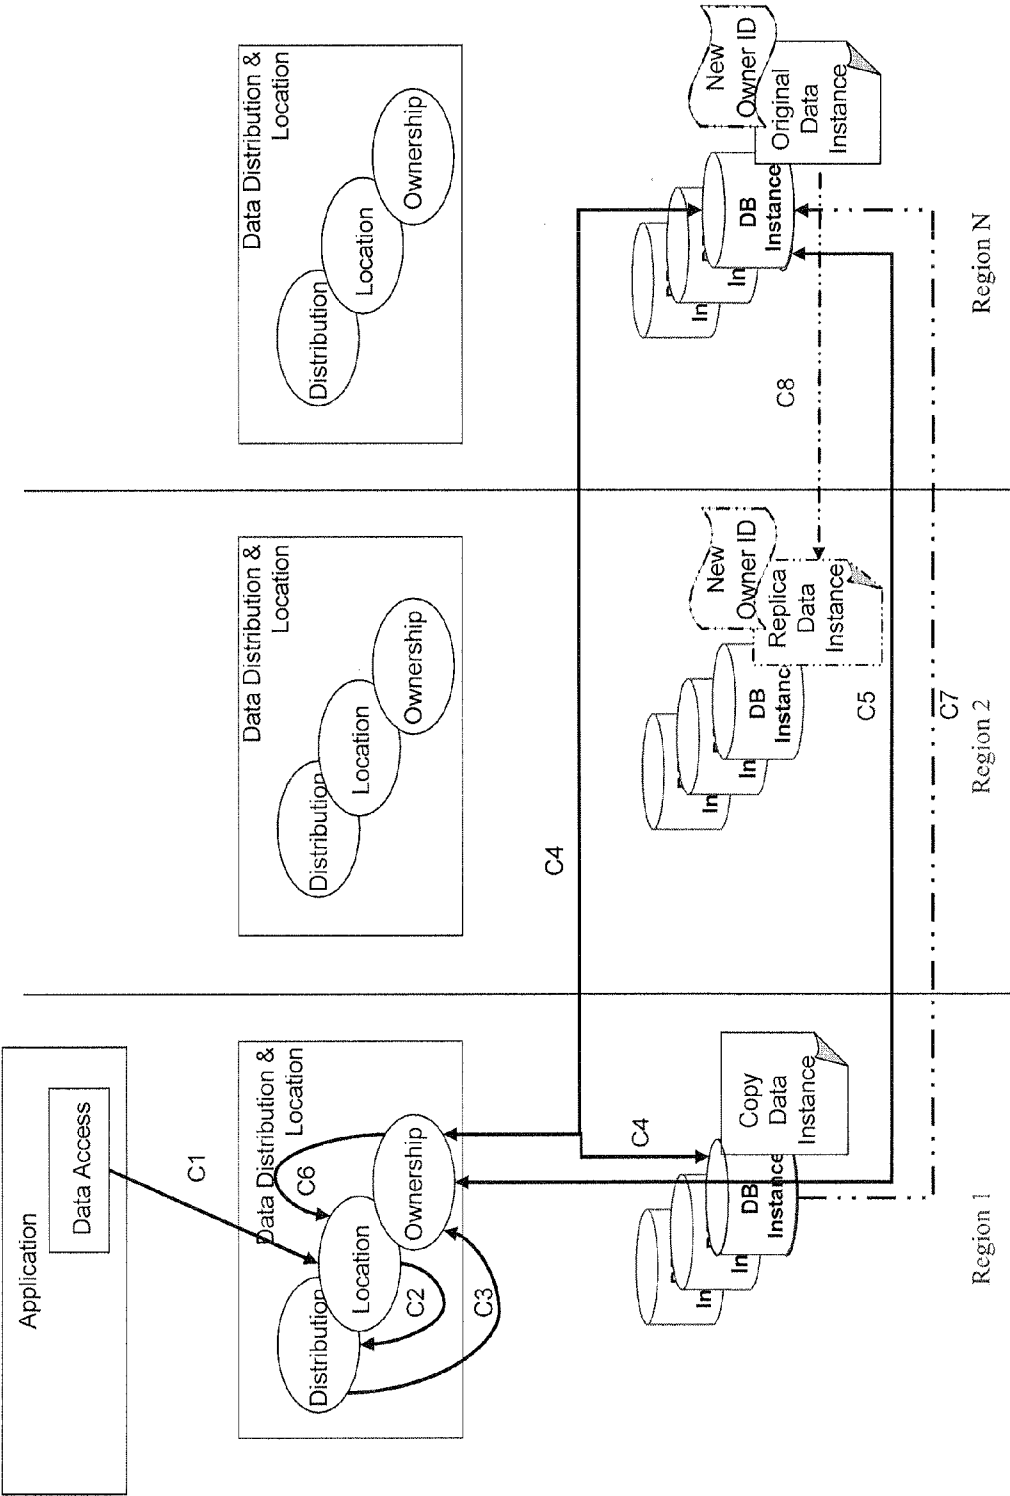 Application
Data Access
C1
Data Distribution &
Location
Distribution
Location
Ownership
C2
C3
C6
Data Distribution &
Location
Distribution
Location
Ownership
Data Distribution &
Location
Distribution
Location
Ownership
C4
C4
In
In
DB
Instance
Copy
Data
Instance
In
In
DB
Instanc
New
Owner ID
Replica
Data
Instance
In
In
DB
Instance
New
Owner ID
Original
Data
Instance
C8
C5
C7
Region 1
Region 2
Region N